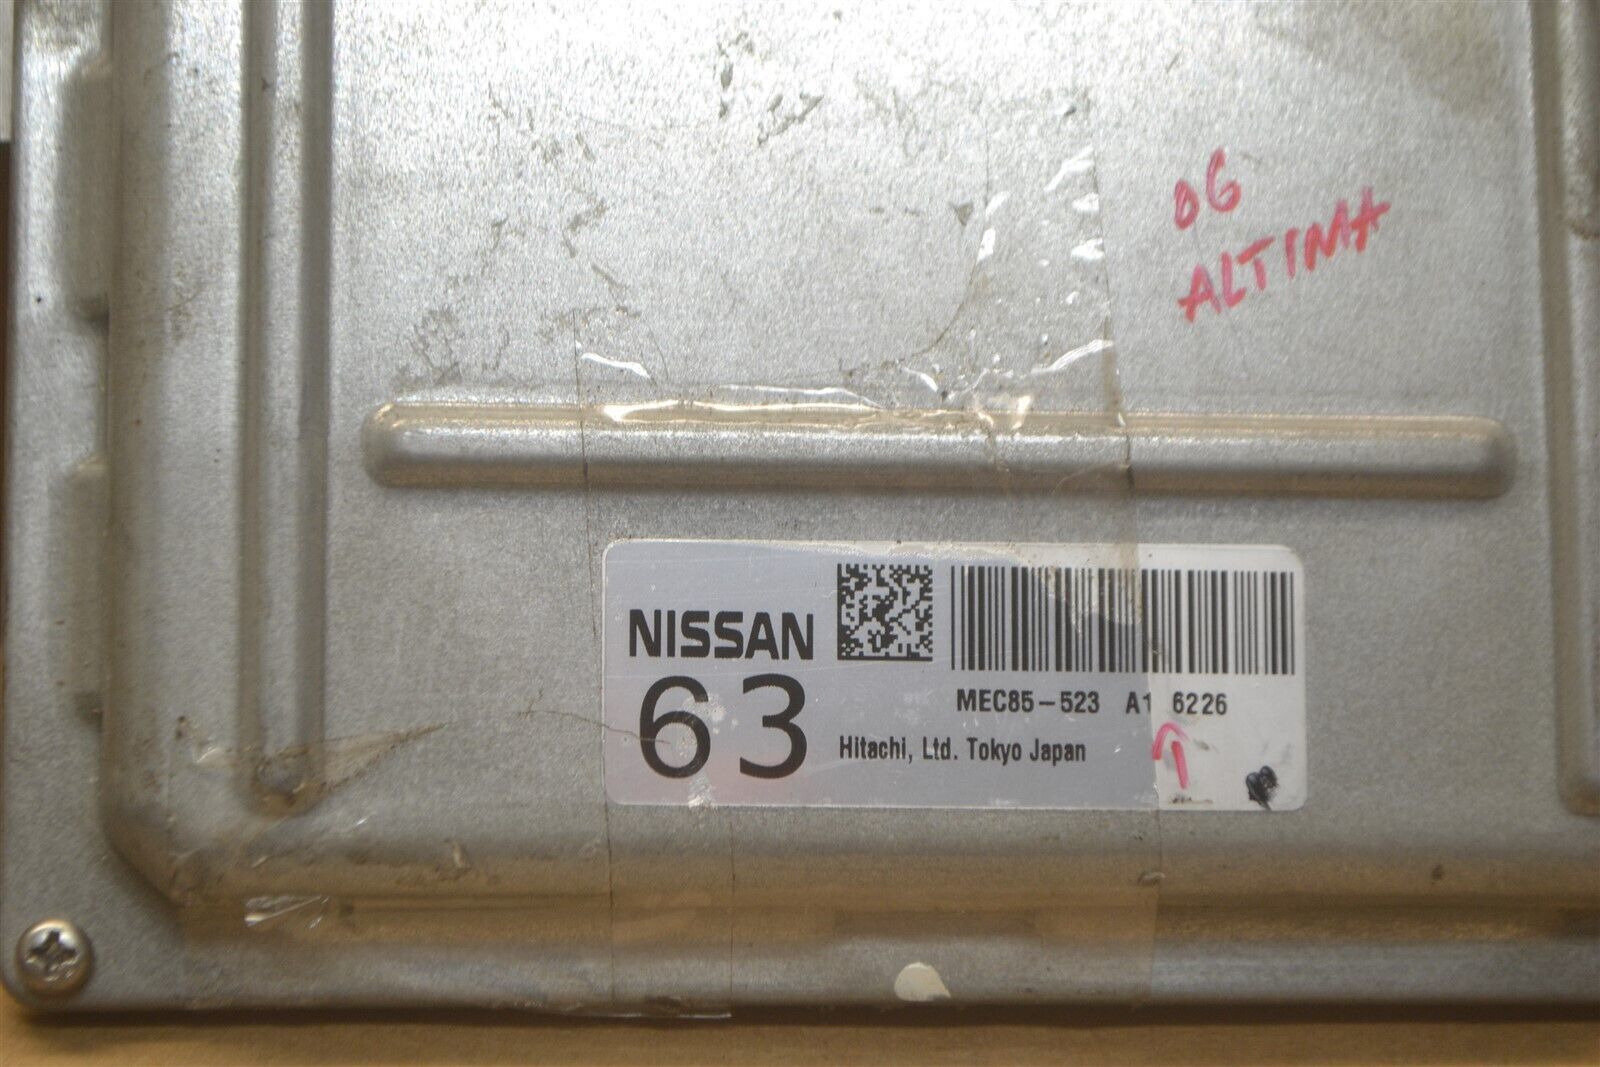 06
ALTIMA
NISSAN
63
MEC85-523 A1 6226
Hitachi, Ltd. Tokyo Japan